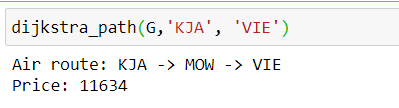 dijkstra_path(G,'KJA', 'VIE')
Air route: KJA -> MOW -> VIE
Price: 11634